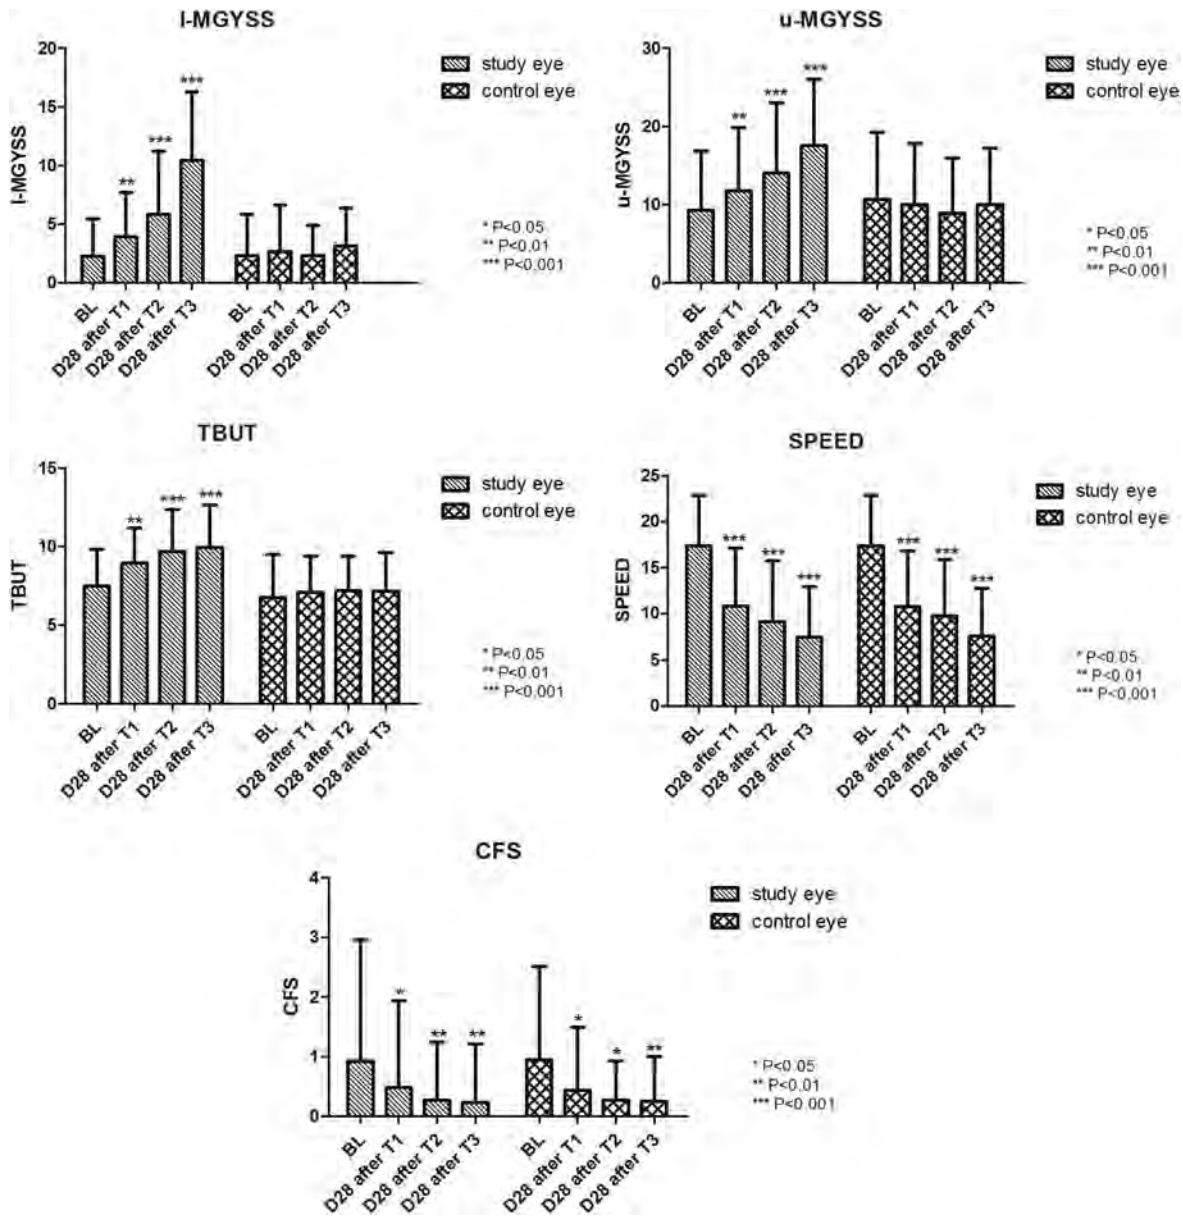 l-MGYSS
20
15
10
5
0
l-MGYSS
** *** ***
BL
D28 after T1
D28 after T2
D28 after T3
BL
D28 after T1
D28 after T2
D28 after T3
study eye
control eye
* P<0.05
** P<0.01
*** P<0.001
u-MGYSS
30
20
10
0
u-MGYSS
** *** ***
BL
D28 after T1
D28 after T2
D28 after T3
BL
D28 after T1
D28 after T2
D28 after T3
study eye
control eye
* P<0.05
** P<0.01
*** P<0.001
TBUT
15
10
5
0
TBUT
** *** ***
BL
D28 after T1
D28 after T2
D28 after T3
BL
D28 after T1
D28 after T2
D28 after T3
study eye
control eye
* P<0.05
** P<0.01
*** P<0.001
SPEED
25
20
15
10
5
0
SPEED
*** *** *** *** *** ***
BL
D28 after T1
D28 after T2
D28 after T3
BL
D28 after T1
D28 after T2
D28 after T3
study eye
control eye
* P<0.05
** P<0.01
*** P<0.001
CFS
4
3
2
1
0
CFS
* ** ** * * **
BL
D28 after T1
D28 after T2
D28 after T3
BL
D28 after T1
D28 after T2
D28 after T3
study eye
control eye
* P<0.05
** P<0.01
*** P<0.001